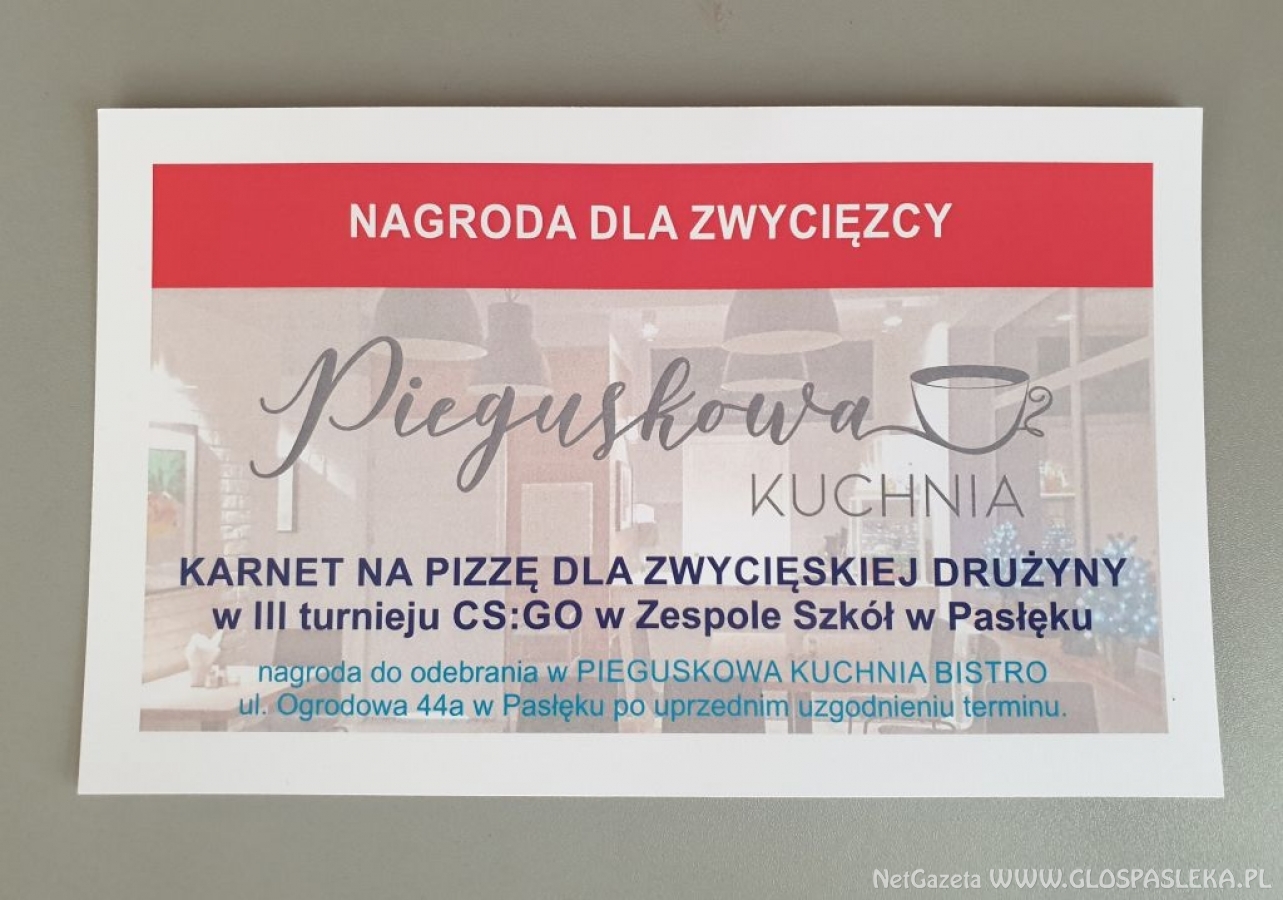 NAGRODA DLA ZWYCIĘZCY
Pieguskowa
KUCHNIA
KARNET NA PIZZĘ DLA ZWYCIĘSKIEJ DRUŻYNY
w III turnieju CS:GO w Zespole Szkół w Pasłęku
nagroda do odebrania w PIEGUSKOWA KUCHNIA BISTRO
ul. Ogrodowa 44a w Pasłęku po uprzednim uzgodnieniu terminu.
NetGazeta WWW.GLOSPASLEKA.PL